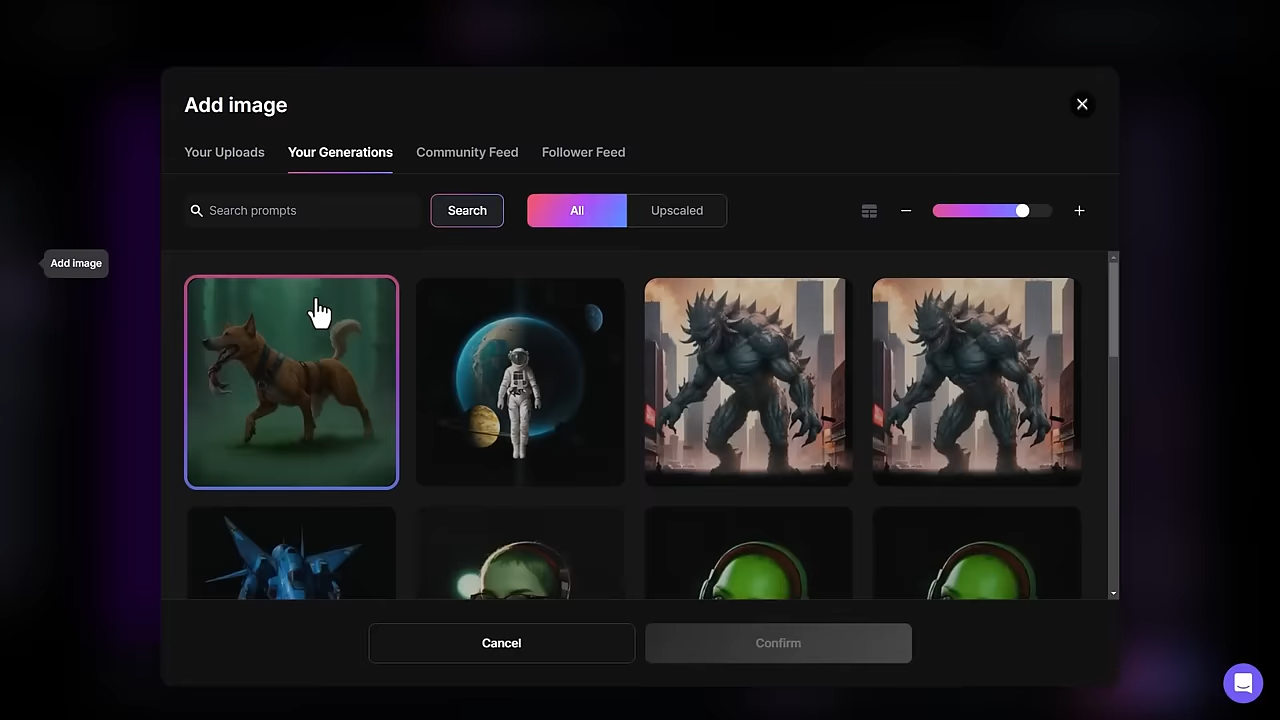 Add image
Your Uploads Your Generations Community Feed Follower Feed
Search prompts Search All Upscaled
Add image
Cancel Confirm